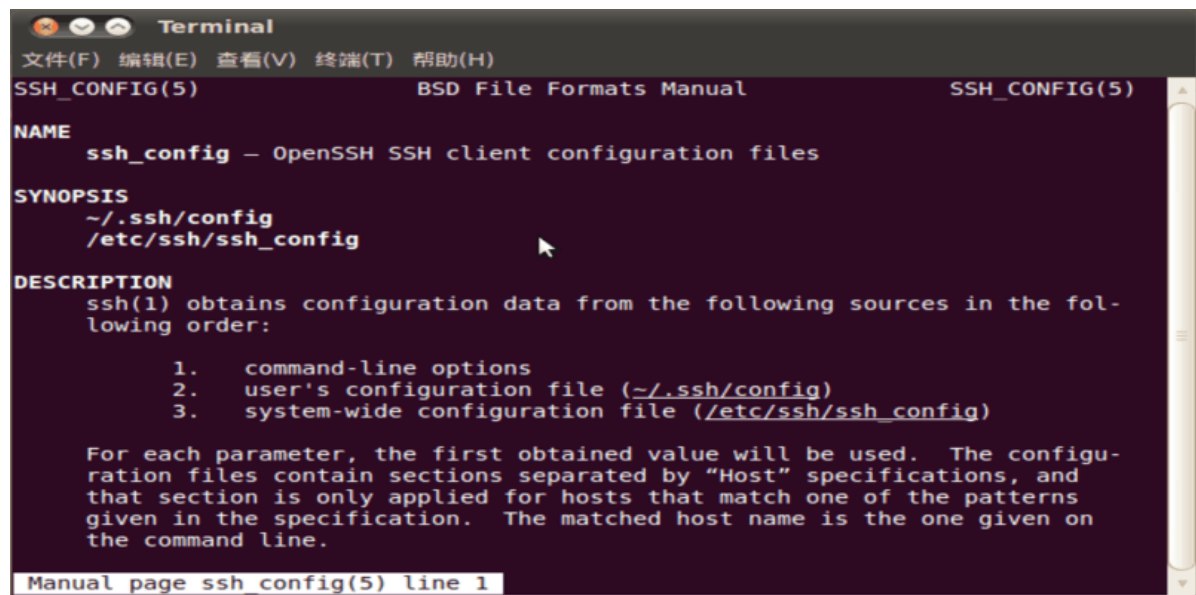 Terminal
文件(F) 编辑(E) 查看(V) 终端(T) 帮助(H)
SSH_CONFIG(5) BSD File Formats Manual SSH_CONFIG(5)
NAME
ssh_config — OpenSSH SSH client configuration files
SYNOPSIS
~/.ssh/config
/etc/ssh/ssh_config
DESCRIPTION
ssh(1) obtains configuration data from the following sources in the fol-
lowing order:
1. command-line options
2. user's configuration file (~/.ssh/config)
3. system-wide configuration file (/etc/ssh/ssh_config)
For each parameter, the first obtained value will be used. The configu-
ration files contain sections separated by “Host” specifications, and
that section is only applied for hosts that match one of the patterns
given in the specification. The matched host name is the one given on
the command line.
Manual page ssh_config(5) line 1